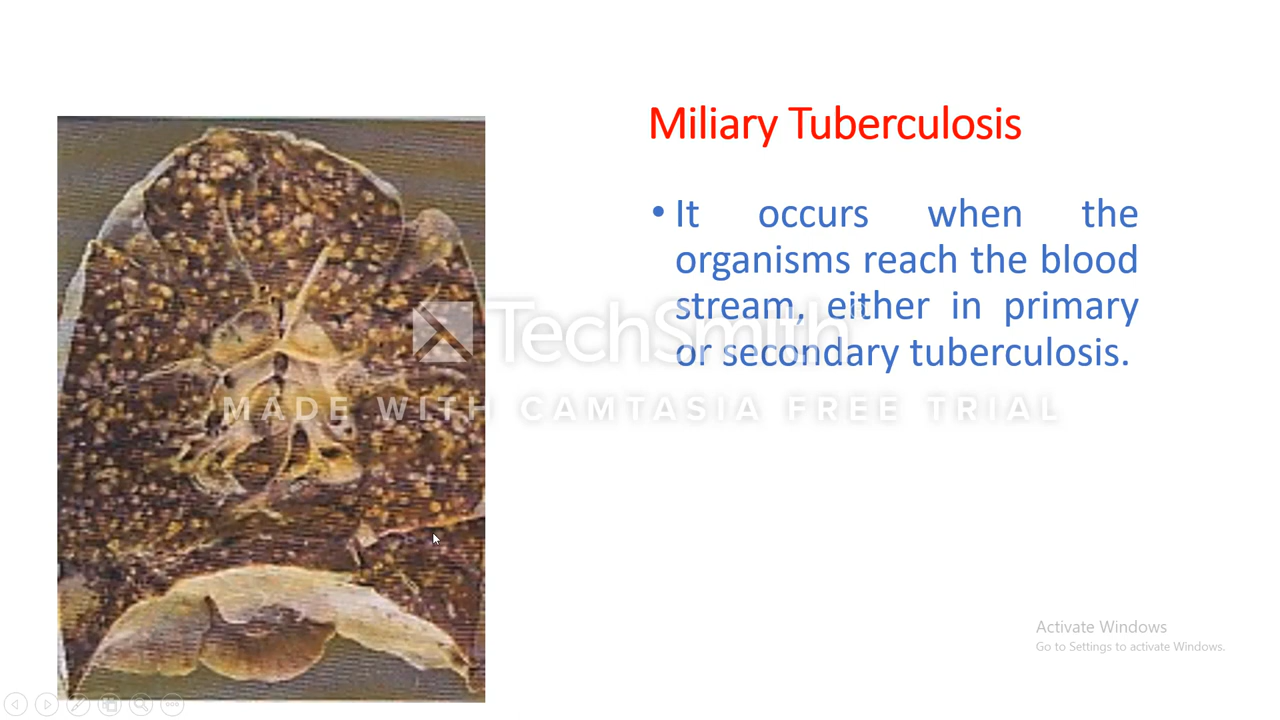 Miliary Tuberculosis
• It occurs when the
organisms reach the blood
stream, either in primary
or secondary tuberculosis.
TechSmith
MADE WITH CAMTASIA FREE TRIAL
Activate Windows
Go to Settings to activate Windows.